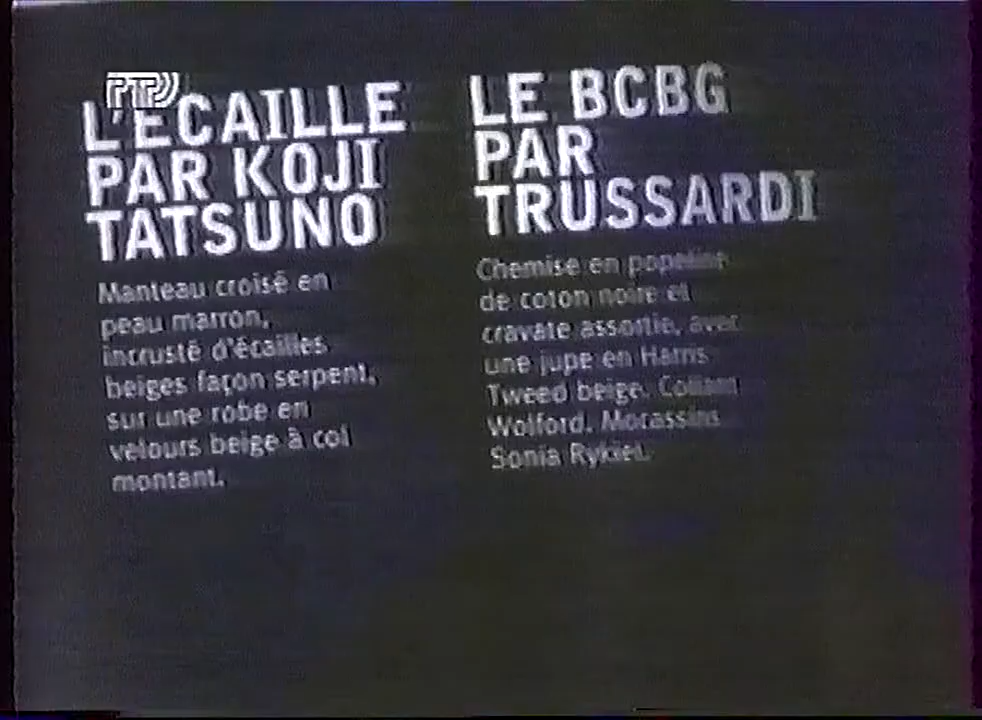 РТР
L'ECAILLE
PAR KOJI
TATSUNO
Manteau croisé en
peau marron,
incrusté d'écailles
beiges façon serpent,
sur une robe en
velours beige à col
montant.
LE BCBG
PAR
TRUSSARDI
Chemise en popeline
de coton noire et
cravate assortie, avec
une jupe en Harris
Tweed beige. Collant
Wolford. Mocassins
Sonia Rykiel.